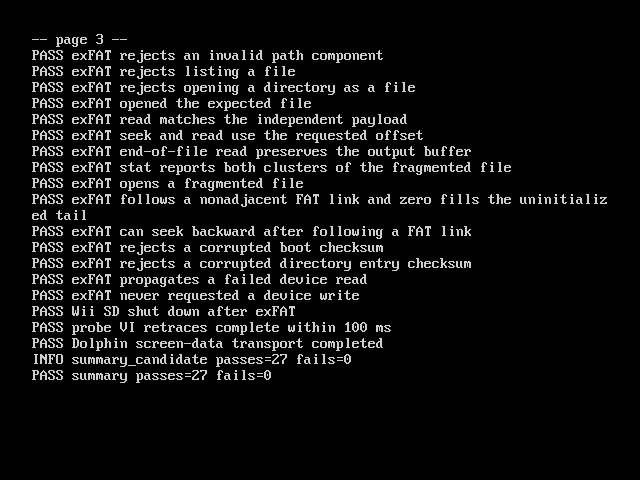 -- page 3 --
PASS exFAT rejects an invalid path component
PASS exFAT rejects listing a file
PASS exFAT rejects opening a directory as a file
PASS exFAT opened the expected file
PASS exFAT read matches the independent payload
PASS exFAT seek and read use the requested offset
PASS exFAT end-of-file read preserves the output buffer
PASS exFAT stat reports both clusters of the fragmented file
PASS exFAT opens a fragmented file
PASS exFAT follows a nonadjacent FAT link and zero fills the uninitializ
ed tail
PASS exFAT can seek backward after following a FAT link
PASS exFAT rejects a corrupted boot checksum
PASS exFAT rejects a corrupted directory entry checksum
PASS exFAT propagates a failed device read
PASS exFAT never requested a device write
PASS Wii SD shut down after exFAT
PASS probe VI retraces complete within 100 ms
PASS Dolphin screen-data transport completed
INFO summary_candidate passes=27 fails=0
PASS summary passes=27 fails=0